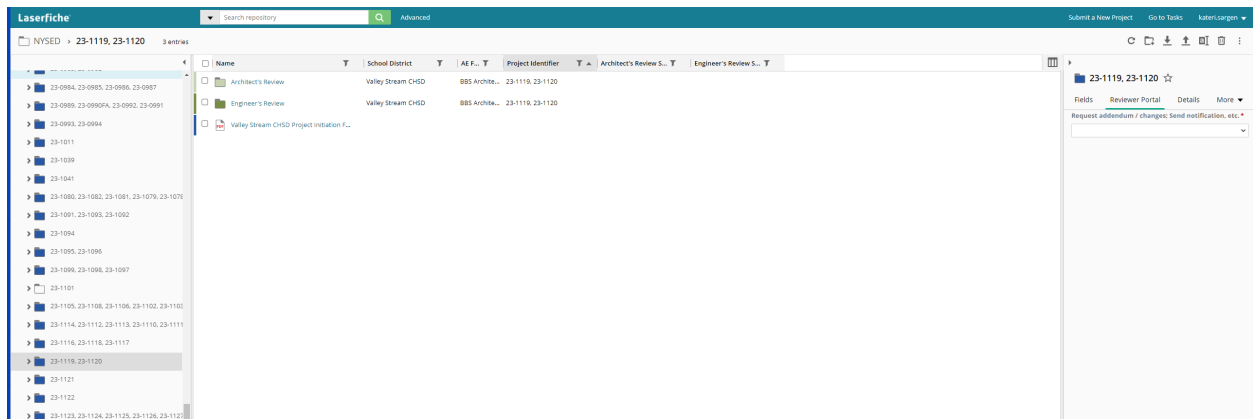 Laserfiche Search repository Advanced Submit a New Project Go to Tasks kateri.sargen
NYSED > 23-1119, 23-1120 3 entries
23-0984, 23-0985, 23-0986, 23-0987
23-0989, 23-0990FA, 23-0992, 23-0991
23-0993, 23-0994
23-1011
23-1039
23-1041
23-1080, 23-1082, 23-1081, 23-1079, 23-1078
23-1091, 23-1093, 23-1092
23-1094
23-1095, 23-1096
23-1099, 23-1098, 23-1097
23-1101
23-1105, 23-1108, 23-1106, 23-1102, 23-1103
23-1114, 23-1112, 23-1113, 23-1110, 23-1111
23-1116, 23-1118, 23-1117
23-1119, 23-1120
23-1121
23-1122
23-1123, 23-1124, 23-1125, 23-1126, 23-1127
Name School District AE F... Project Identifier Architect's Review S... Engineer's Review S...
Architect's Review Valley Stream CHSD BBS Archite... 23-1119, 23-1120
Engineer's Review Valley Stream CHSD BBS Archite... 23-1119, 23-1120
PDF Valley Stream CHSD Project Initiation F...
23-1119, 23-1120
Fields Reviewer Portal Details More
Request addendum / changes; Send notification, etc. *